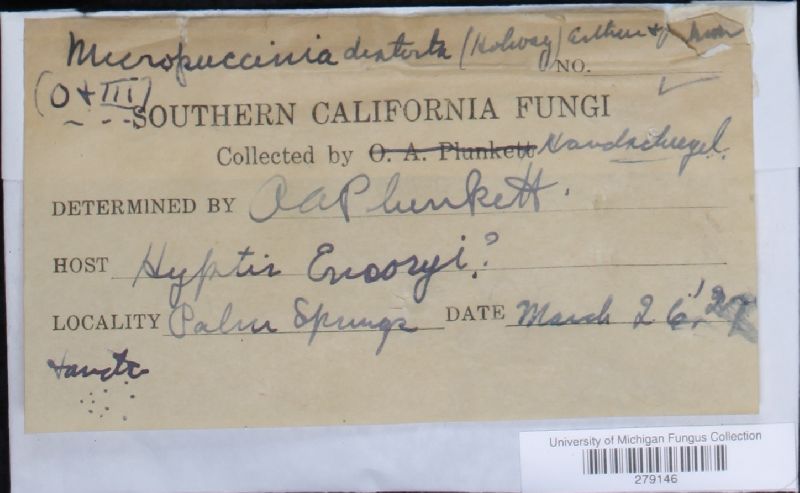 Micropuccinia distorta (Holway) Arthur &
NO.
(O + III)
SOUTHERN CALIFORNIA FUNGI
Collected by O. A. Plunkett
DETERMINED BY OAPlunkett.
HOST Hyptis Emoryi?
LOCALITY Palm Springs DATE March 26, '27
University of Michigan Fungus Collection
279146